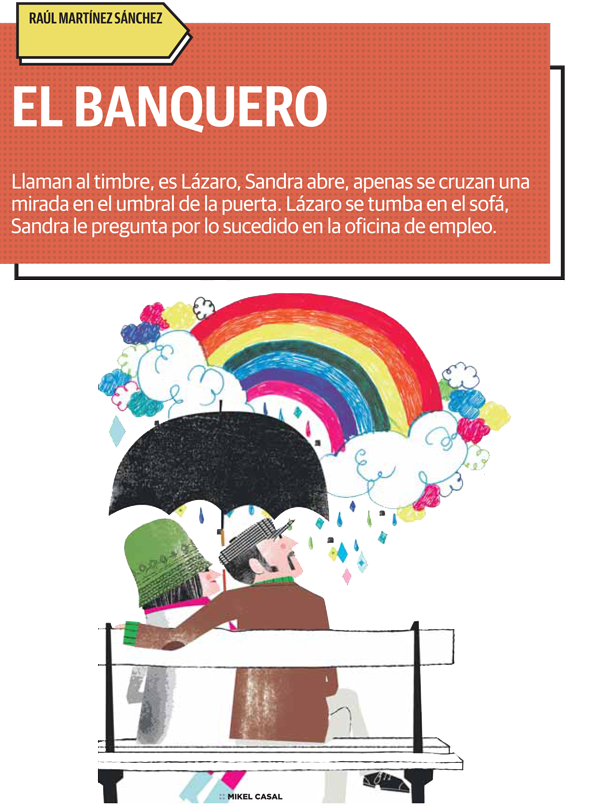 RAÚL MARTÍNEZ SÁNCHEZ
EL BANQUERO
Llaman al timbre, es Lázaro, Sandra abre, apenas se cruzan una
mirada en el umbral de la puerta. Lázaro se tumba en el sofá,
Sandra le pregunta por lo sucedido en la oficina de empleo.
:: MIKEL CASAL